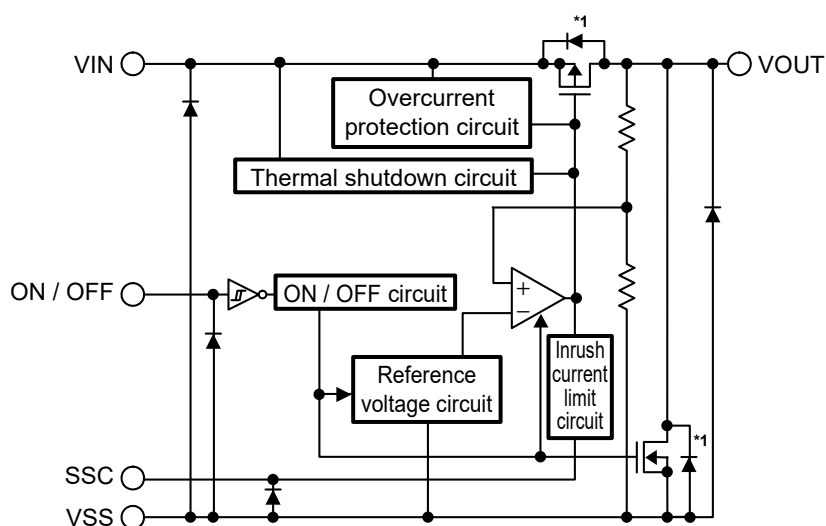 *1
VIN
VOUT
Overcurrent
protection circuit
Thermal shutdown circuit
ON / OFF
ON / OFF circuit
+
−
Reference
voltage circuit
Inrush
current
limit
circuit
*1
SSC
VSS